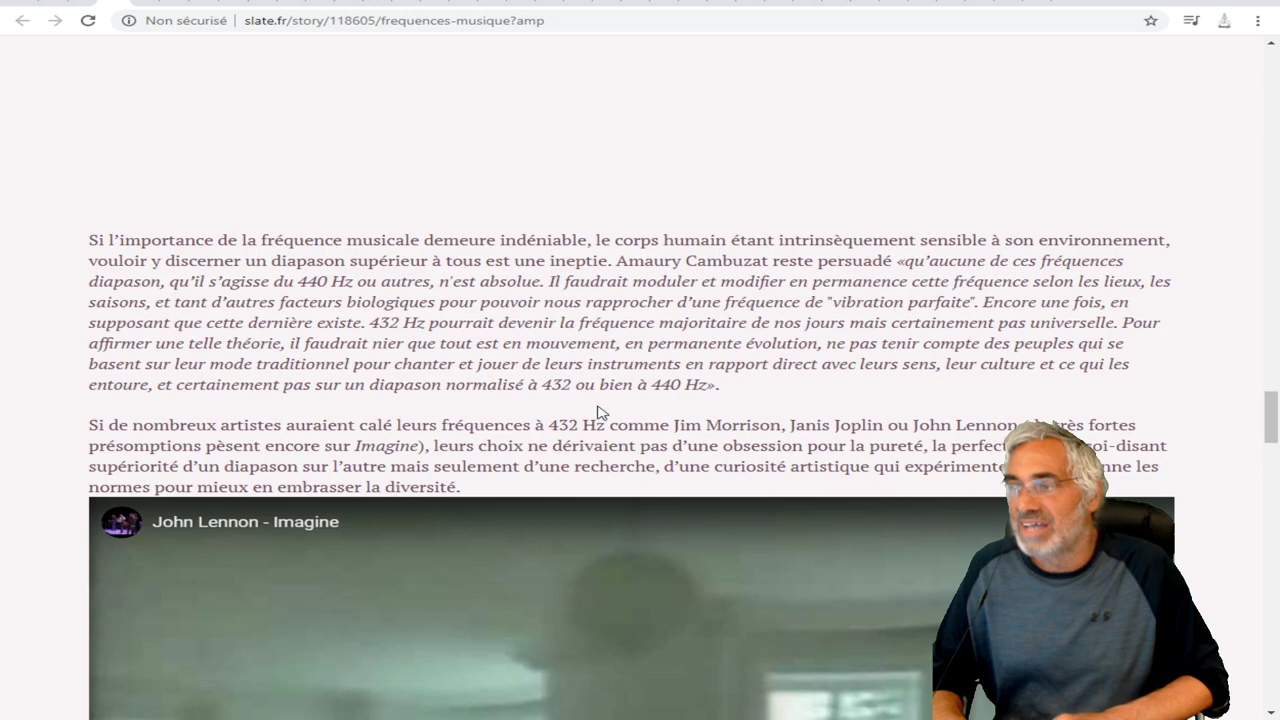 Non sécurisé
slate.fr/story/118605/frequences-musique?amp
Si l’importance de la fréquence musicale demeure indéniable, le corps humain étant intrinsèquement sensible à son environnement,
vouloir y discerner un diapason supérieur à tous est une ineptie. Amaury Cambuzat reste persuadé «qu’aucune de ces fréquences
diapason, qu’il s’agisse du 440 Hz ou autres, n'est absolue. Il faudrait moduler et modifier en permanence cette fréquence selon les lieux, les
saisons, et tant d’autres facteurs biologiques pour pouvoir nous rapprocher d’une fréquence de "vibration parfaite". Encore une fois, en
supposant que cette dernière existe. 432 Hz pourrait devenir la fréquence majoritaire de nos jours mais certainement pas universelle. Pour
affirmer une telle théorie, il faudrait nier que tout est en mouvement, en permanente évolution, ne pas tenir compte des peuples qui se
basent sur leur mode traditionnel pour chanter et jouer de leurs instruments en rapport direct avec leurs sens, leur culture et ce qui les
entoure, et certainement pas sur un diapason normalisé à 432 ou bien à 440 Hz».
Si de nombreux artistes auraient calé leurs fréquences à 432 Hz comme Jim Morrison, Janis Joplin ou John Lennon fortes
présomptions pèsent encore sur Imagine), leurs choix ne dérivaient pas d’une obsession pour la pureté, la soi-disant
supériorité d’un diapason sur l’autre mais seulement d’une recherche, d’une curiosité artistique qui les
normes pour mieux en embrasser la diversité.
John Lennon - Imagine